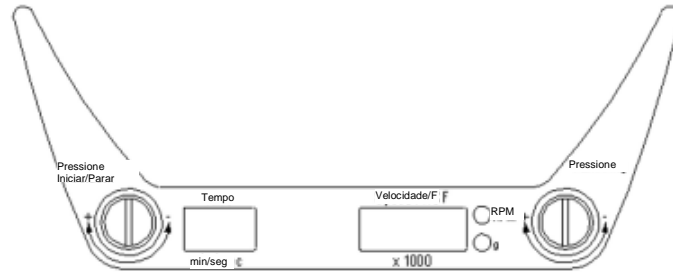 Pressione
Iniciar/Parar
Pressione
Tempo
Velocidade/F F
RPM
+ -
+ -
g
min/seg c
x 1000